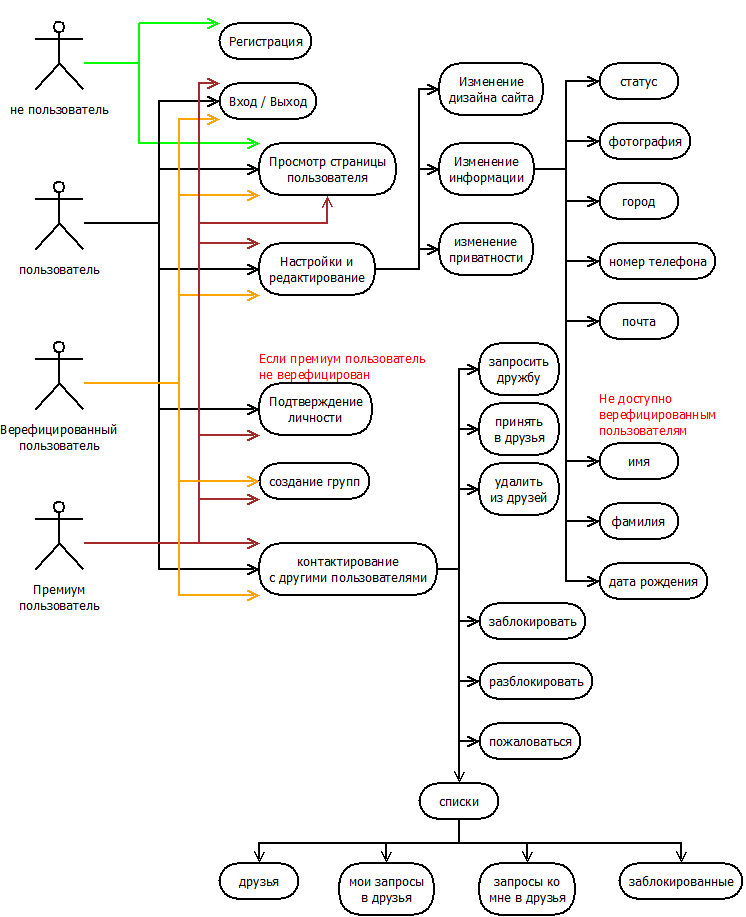 не пользователь
пользователь
Верефицированный
пользователь
Премиум
пользователь
Регистрация
Вход / Выход
Просмотр страницы
пользователя
Настройки и
редактирование
Если премиум пользователь
не верефицирован
Подтверждение
личности
создание групп
контактирование
с другими пользователями
Изменение
дизайна сайта
Изменение
информации
изменение
приватности
запросить
дружбу
принять
в друзья
удалить
из друзей
заблокировать
разблокировать
пожаловаться
списки
статус
фотография
город
номер телефона
почта
Не доступно
верефицированным
пользователям
имя
фамилия
дата рождения
друзья
мои запросы
в друзья
запросы ко
мне в друзья
заблокированные